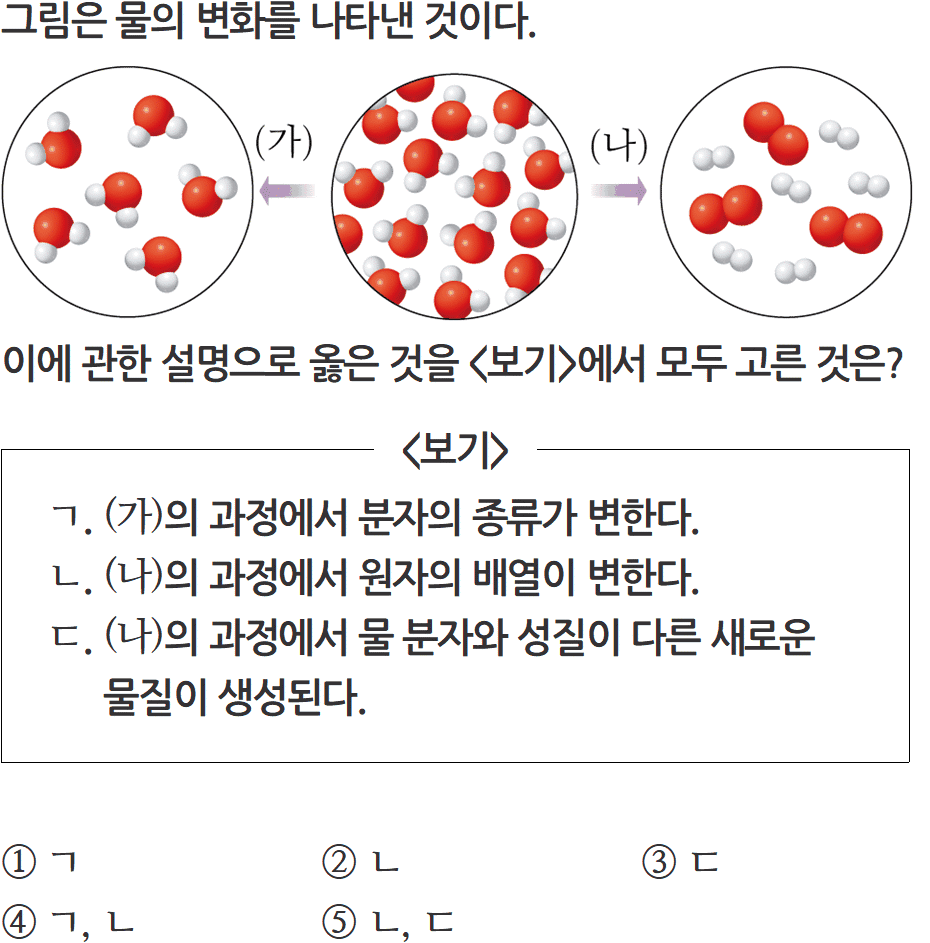 그림은 물의 변화를 나타낸 것이다.
(가) (나)
이에 관한 설명으로 옳은 것을 <보기>에서 모두 고른 것은?
<보기>
ㄱ. (가)의 과정에서 분자의 종류가 변한다.
ㄴ. (나)의 과정에서 원자의 배열이 변한다.
ㄷ. (나)의 과정에서 물 분자와 성질이 다른 새로운
물질이 생성된다.
① ㄱ ② ㄴ ③ ㄷ
④ ㄱ, ㄴ ⑤ ㄴ, ㄷ